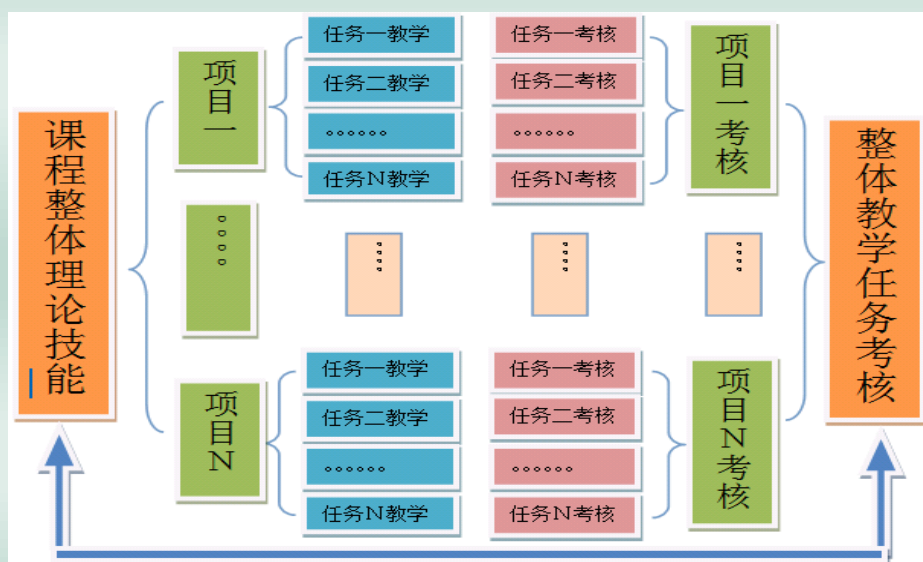 课程整体理论技能
项目一
任务一教学
任务二教学
。。。。。。
任务N教学
任务一考核
任务二考核
。。。。。。
任务N考核
项目一考核
。。。。
。。。。
。。。。
。。。。
项目N
任务一教学
任务二教学
。。。。。。
任务N教学
任务一考核
任务二考核
。。。。。。
任务N考核
项目N考核
整体教学任务考核